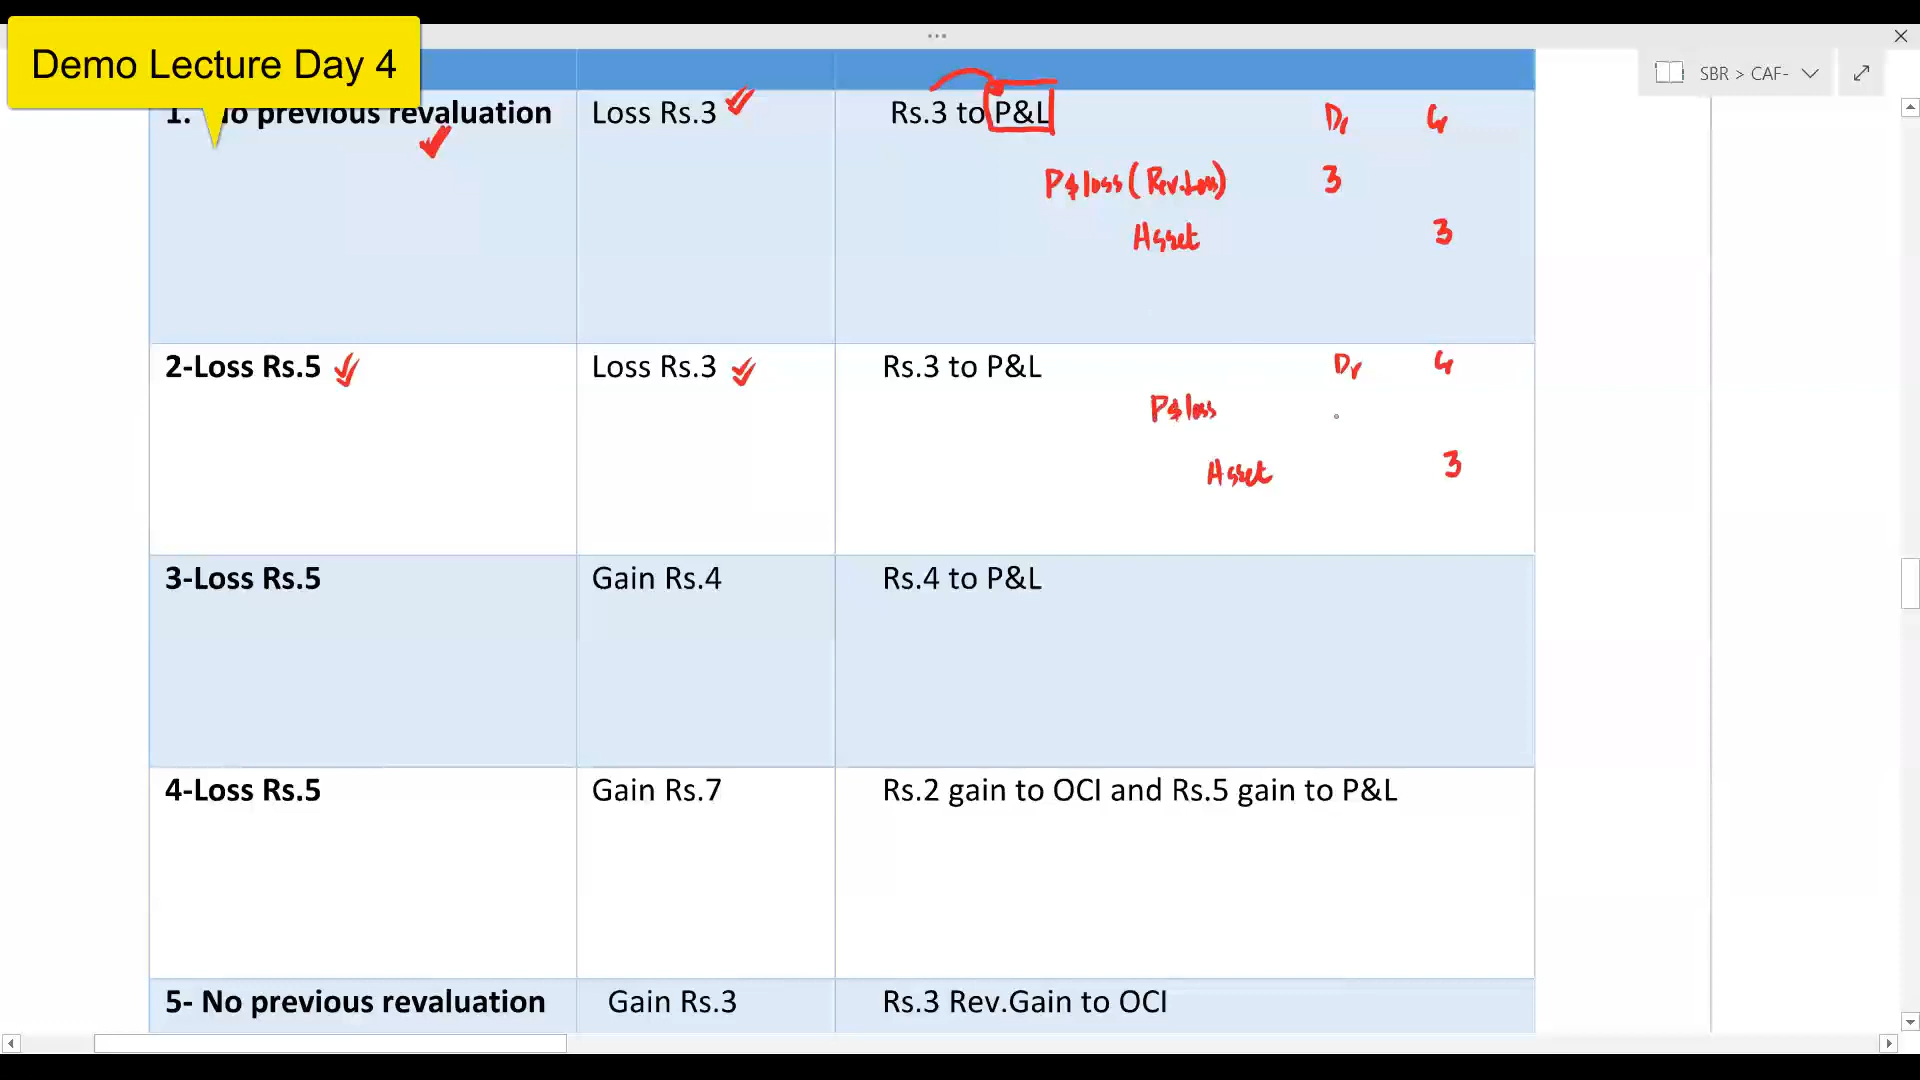 Demo Lecture Day 4
SBR > CAF-
1. No previous revaluation Loss Rs.3 Rs.3 to P&L Dr Cr
P&loss (Rev.Loss) 3
Asset 3
2-Loss Rs.5 Loss Rs.3 Rs.3 to P&L Dr Cr
P&loss
Asset 3
3-Loss Rs.5 Gain Rs.4 Rs.4 to P&L
4-Loss Rs.5 Gain Rs.7 Rs.2 gain to OCI and Rs.5 gain to P&L
5- No previous revaluation Gain Rs.3 Rs.3 Rev.Gain to OCI